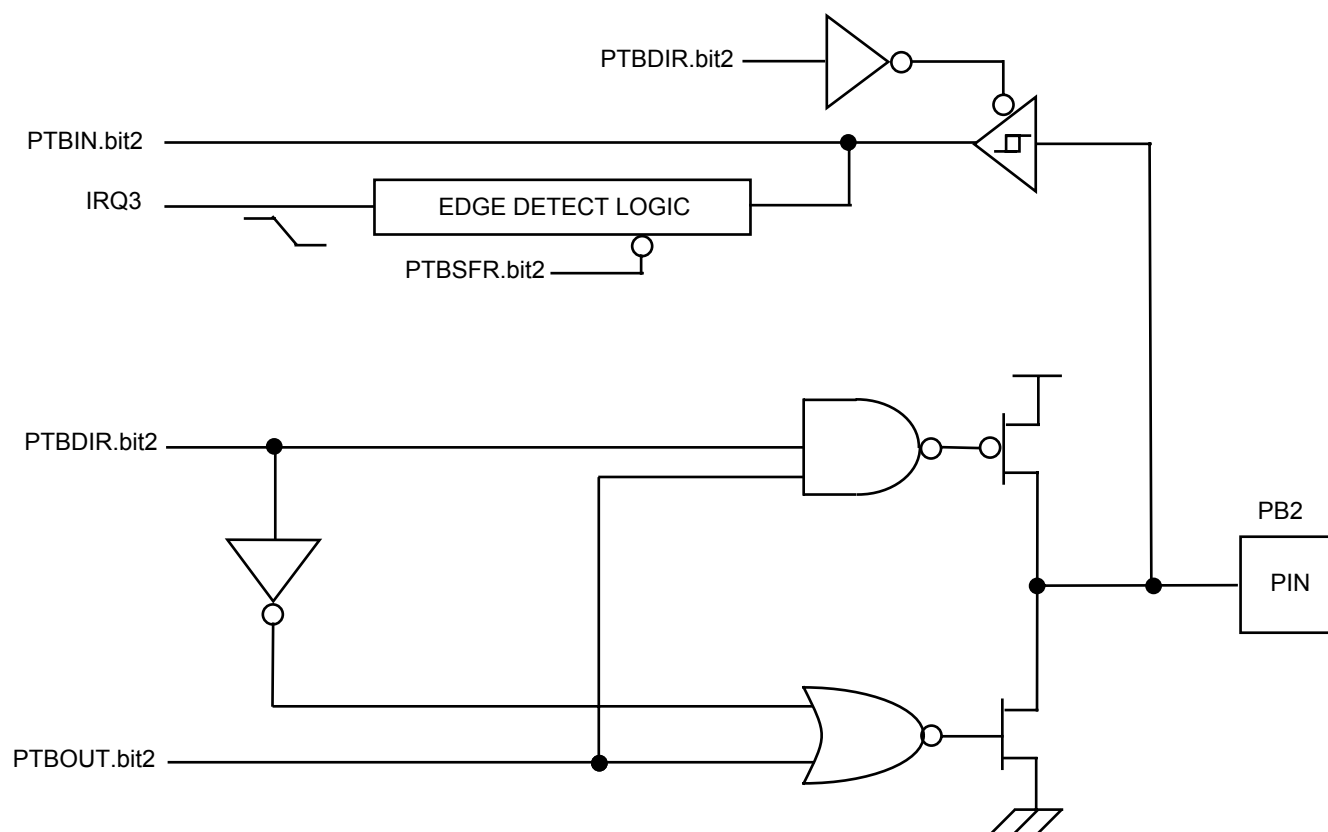 PTBDIR.bit2
PTBIN.bit2
IRQ3
EDGE DETECT LOGIC
PTBSFR.bit2
PTBDIR.bit2
PB2
PIN
PTBOUT.bit2